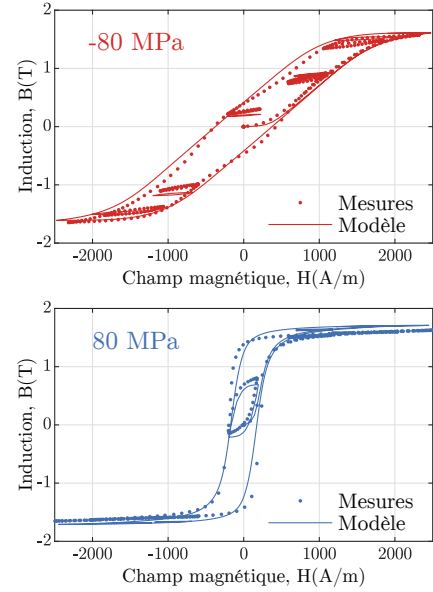 2
-80 MPa
1
Induction, B(T)
0
-1
Mesures
Modèle
-2
-2000 -1000 0 1000 2000
Champ magnétique, H(A/m)
2
80 MPa
1
Induction, B(T)
0
-1
Mesures
Modèle
-2
-2000 -1000 0 1000 2000
Champ magnétique, H(A/m)